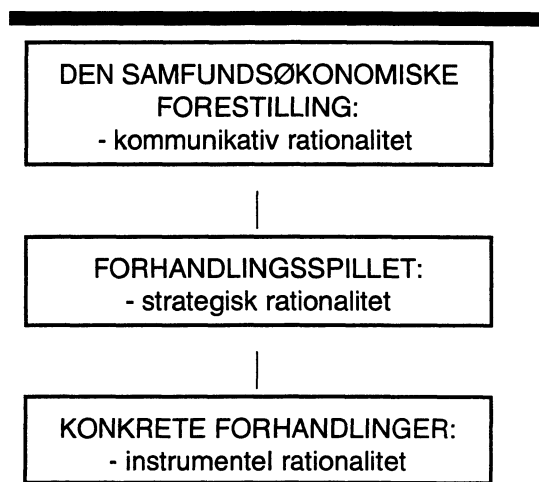 DEN SAMFUNDSØKONOMISKE
FORESTILLING:
- kommunikativ rationalitet
FORHANDLINGSSPILLET:
- strategisk rationalitet
KONKRETE FORHANDLINGER:
- instrumentel rationalitet